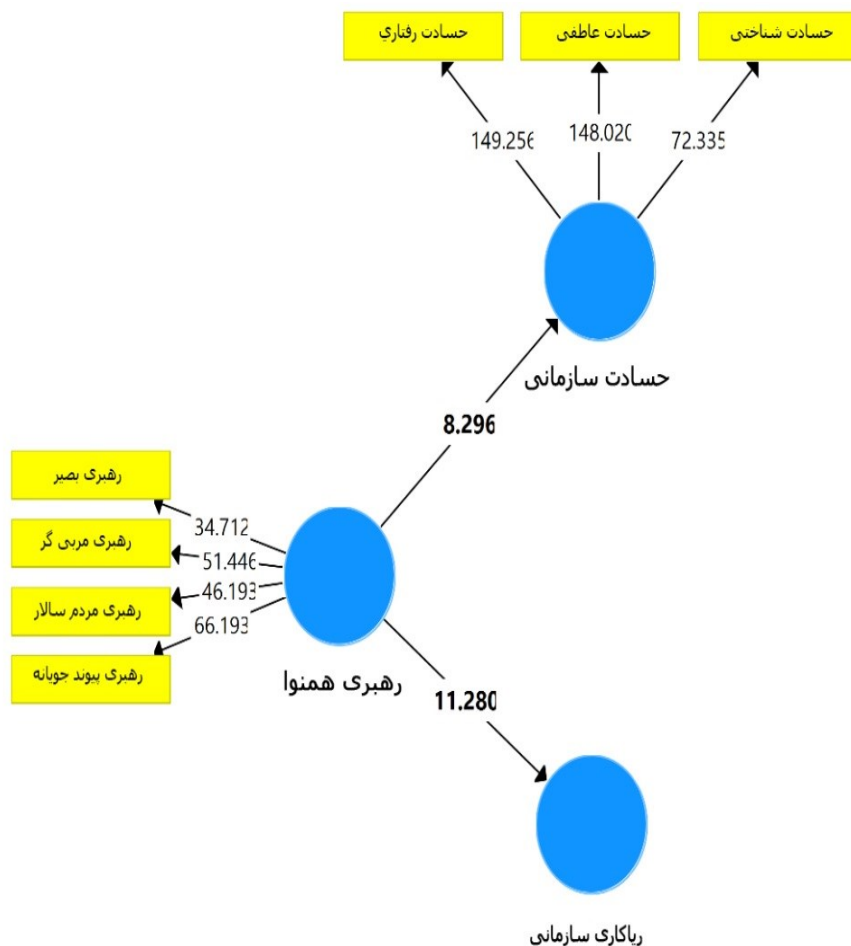 حسادت شناختی
حسادت عاطفی
حسادت رفتاري
149.256
148.020
72.335
حسادت سازمانی
8.296
رهبری بصیر
34.712
رهبری مربی گر
51.446
رهبری مردم سالار
46.193
رهبری پیوند جویانه
66.193
رهبری همنوا
11.280
ریاکاری سازمانی